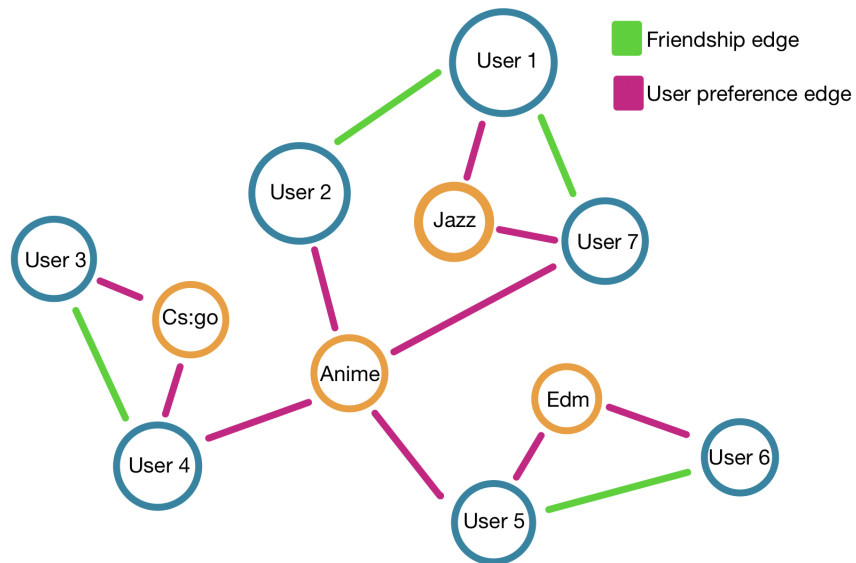 User 1
Friendship edge
User preference edge
User 2
Jazz
User 7
User 3
Cs:go
Anime
Edm
User 4
User 6
User 5